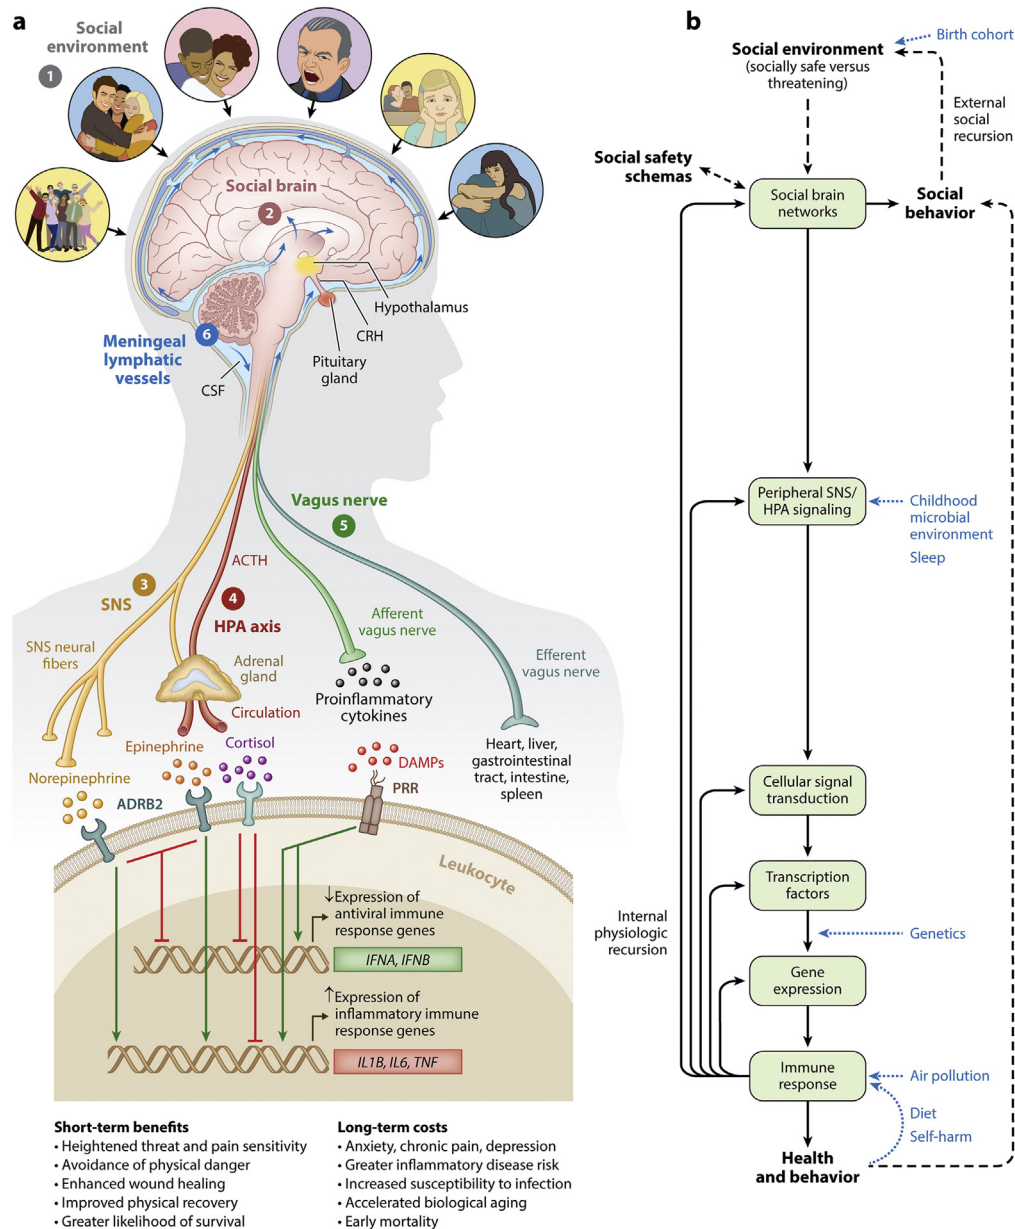 a
Social
environment
1
Social brain
2
Hypothalamus
CRH
Pituitary
gland
6
Meningeal
lymphatic
vessels
CSF
Vagus nerve
5
ACTH
3
SNS
4
HPA axis
SNS neural
fibers
Adrenal
gland
Afferent
vagus nerve
Efferent
vagus nerve
Proinflammatory
cytokines
Circulation
Epinephrine
Cortisol
Norepinephrine
ADRB2
DAMPs
PRR
Heart, liver,
gastrointestinal
tract, intestine,
spleen
Leukocyte
↓Expression of
antiviral immune
response genes
IFNA, IFNB
↑Expression of
inflammatory immune
response genes
IL1B, IL6, TNF
Short-term benefits
• Heightened threat and pain sensitivity
• Avoidance of physical danger
• Enhanced wound healing
• Improved physical recovery
• Greater likelihood of survival
Long-term costs
• Anxiety, chronic pain, depression
• Greater inflammatory disease risk
• Increased susceptibility to infection
• Accelerated biological aging
• Early mortality
b
Birth cohort
Social environment
(socially safe versus
threatening)
External
social
recursion
Social safety
schemas
Social brain
networks
Social
behavior
Peripheral SNS/
HPA signaling
Childhood
microbial
environment
Sleep
Cellular signal
transduction
Transcription
factors
Internal
physiologic
recursion
Genetics
Gene
expression
Immune
response
Air pollution
Diet
Self-harm
Health
and behavior